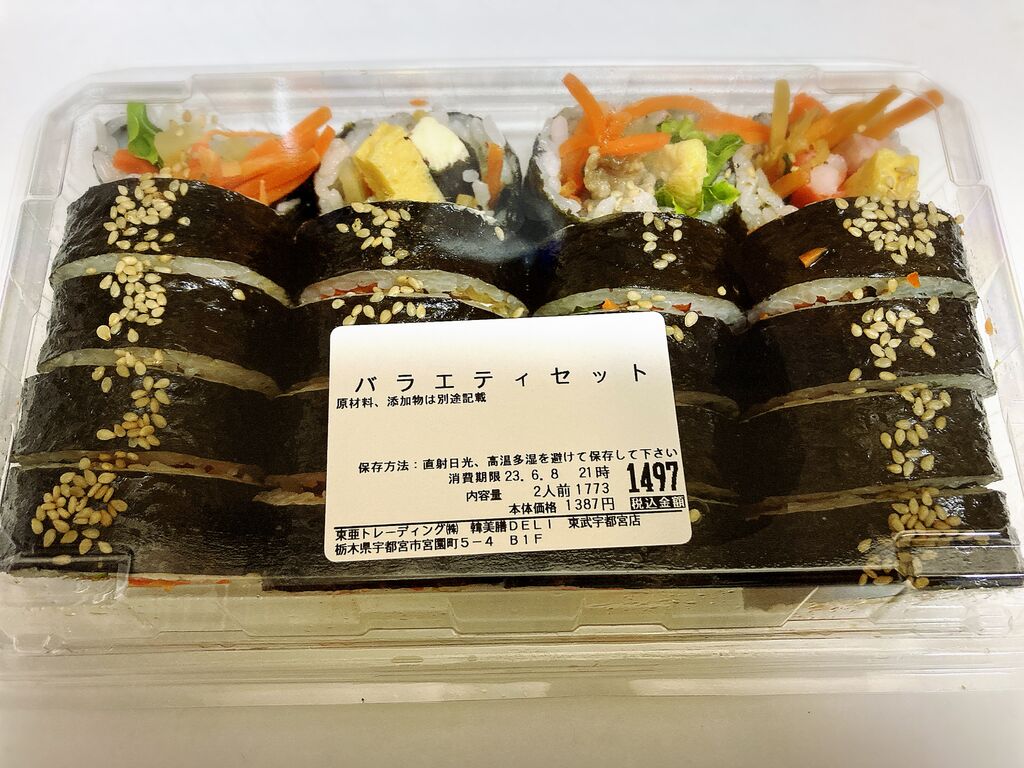 バラエティセット
原材料、添加物は別途記載
保存方法：直射日光、高温多湿を避けて保存して下さい
消費期限 23. 6. 8 21時
内容量 2人前 1773
本体価格 1387円
1497
税込金額
東亜トレーディング㈱ 韓美膳DELI 東武宇都宮店
栃木県宇都宮市宮園町5-4 B1F